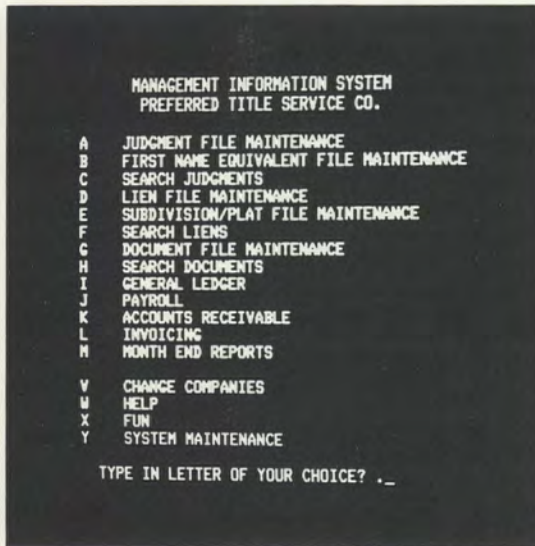 MANAGEMENT INFORMATION SYSTEM
PREFERRED TITLE SERVICE CO.
A JUDGMENT FILE MAINTENANCE
B FIRST NAME EQUIVALENT FILE MAINTENANCE
C SEARCH JUDGMENTS
D LIEN FILE MAINTENANCE
E SUBDIVISION/PLAT FILE MAINTENANCE
F SEARCH LIENS
G DOCUMENT FILE MAINTENANCE
H SEARCH DOCUMENTS
I GENERAL LEDGER
J PAYROLL
K ACCOUNTS RECEIVABLE
L INVOICING
M MONTH END REPORTS
V CHANGE COMPANIES
W HELP
X FUN
Y SYSTEM MAINTENANCE
TYPE IN LETTER OF YOUR CHOICE? ._